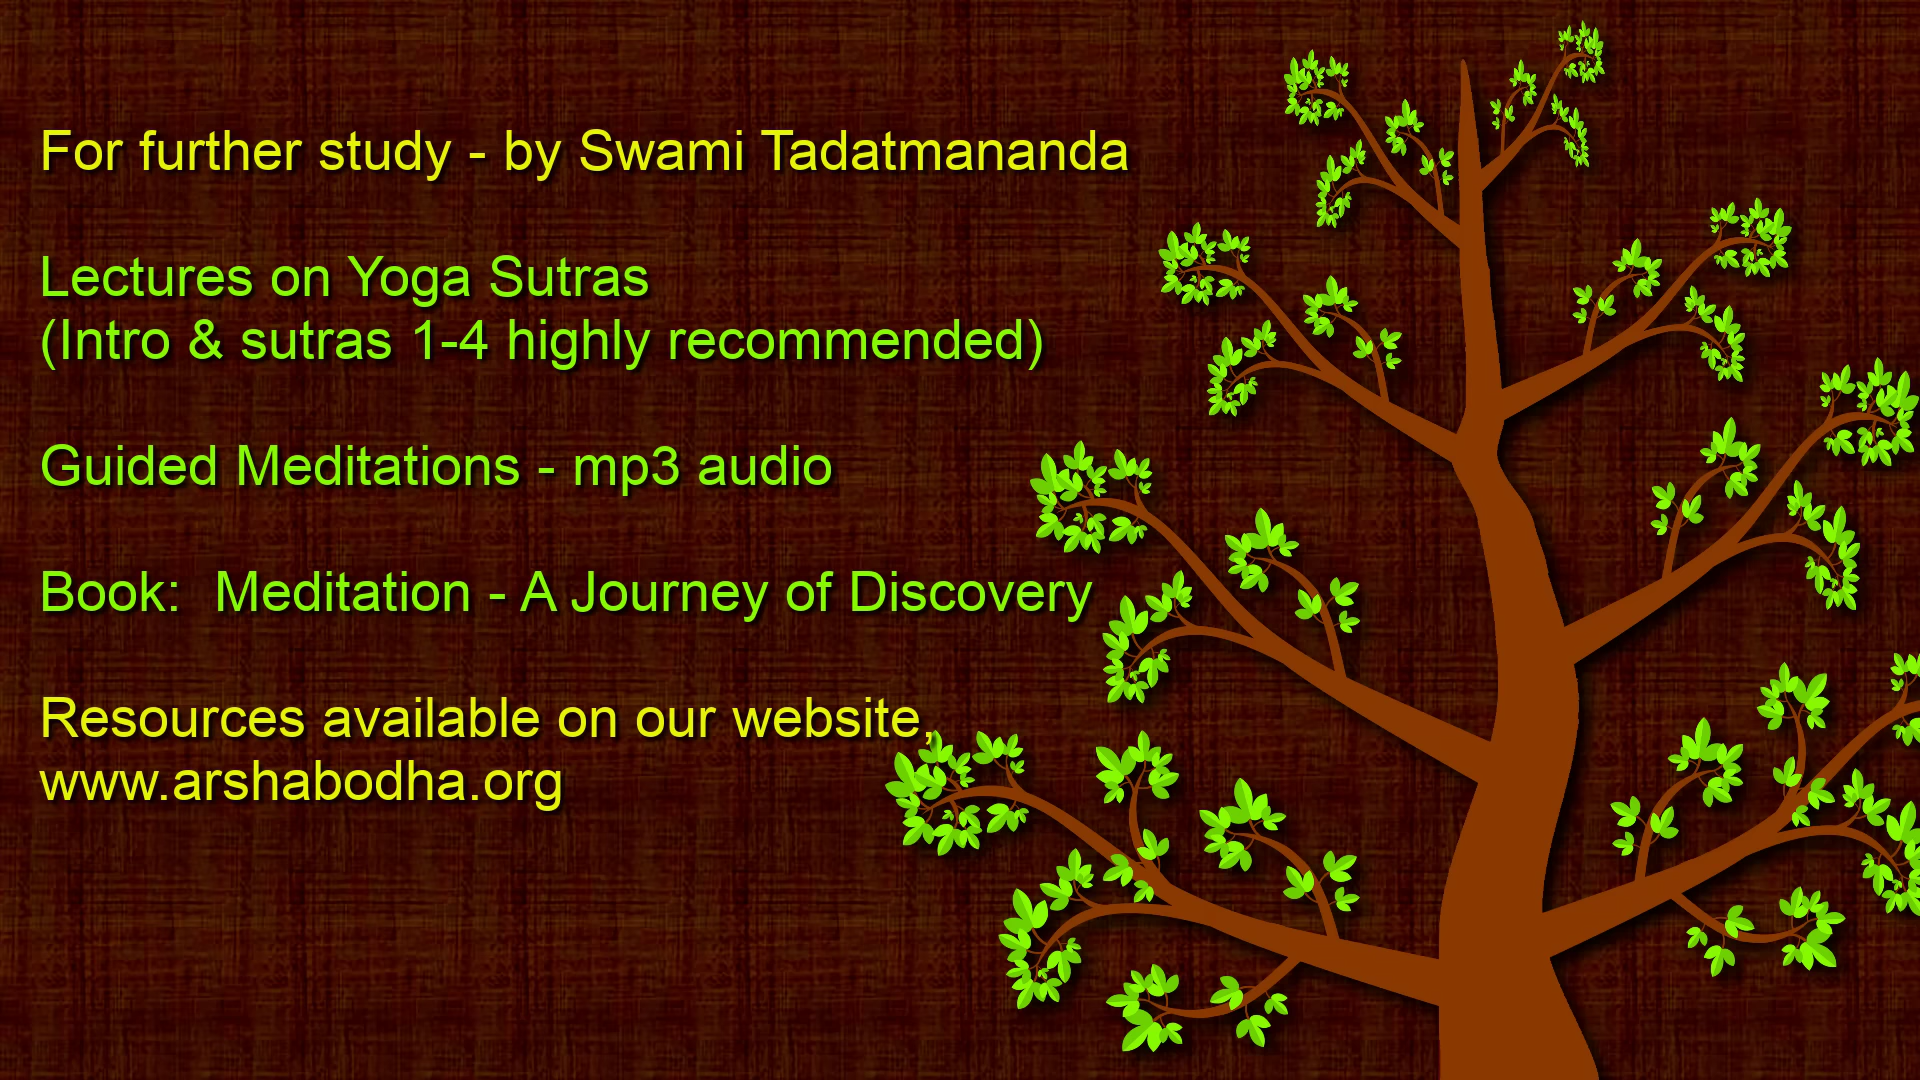 For further study - by Swami Tadatmananda
Lectures on Yoga Sutras
(Intro & sutras 1-4 highly recommended)
Guided Meditations - mp3 audio
Book:  Meditation - A Journey of Discovery
Resources available on our website,
www.arshabodha.org